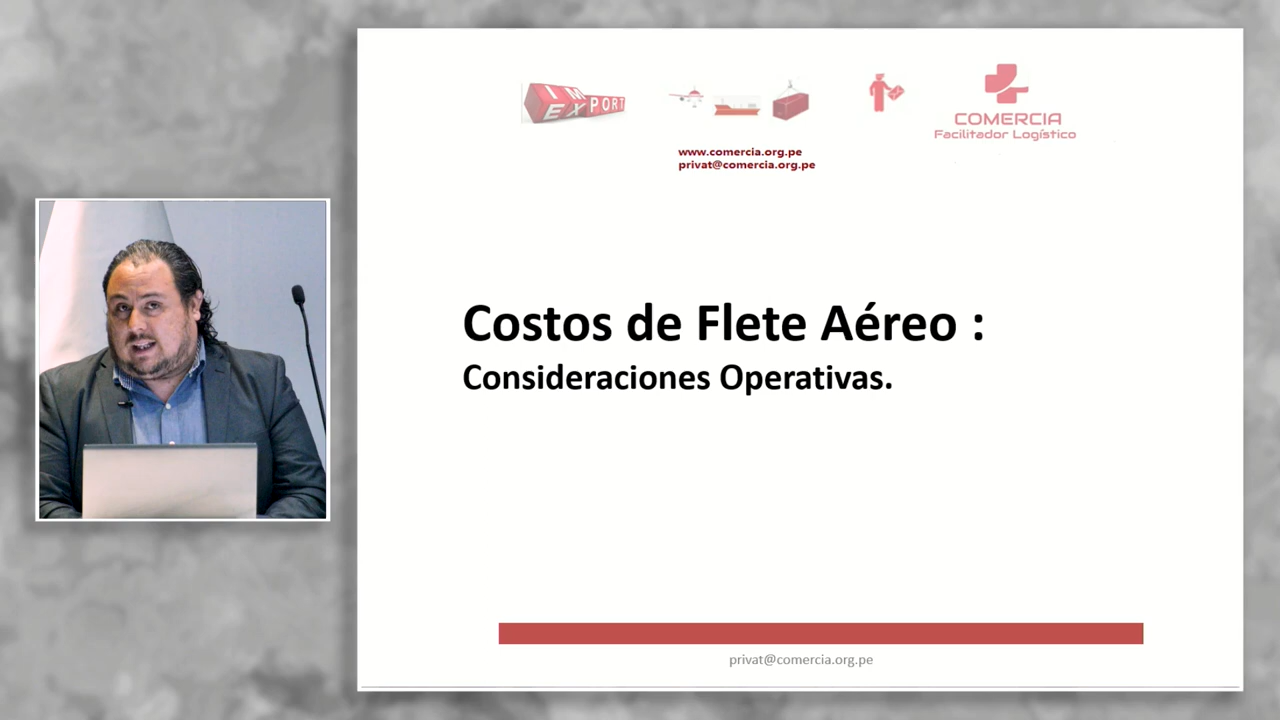 IM
EXPORT
COMERCIA
Facilitador Logístico
www.comercia.org.pe
privat@comercia.org.pe
Costos de Flete Aéreo :
Consideraciones Operativas.
privat@comercia.org.pe